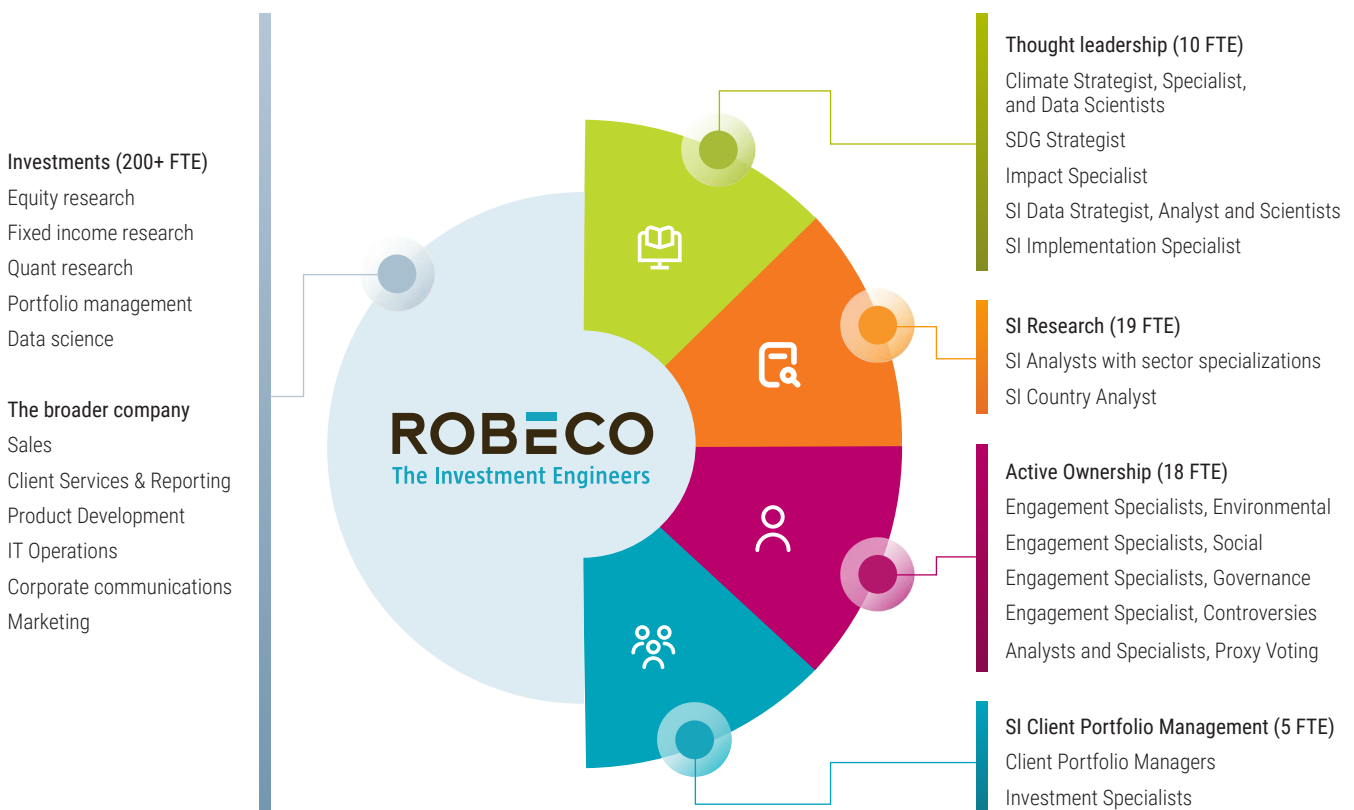 Investments (200+ FTE)
Equity research
Fixed income research
Quant research
Portfolio management
Data science
The broader company
Sales
Client Services & Reporting
Product Development
IT Operations
Corporate communications
Marketing
ROBECO
The Investment Engineers
Thought leadership (10 FTE)
Climate Strategist, Specialist,
and Data Scientists
SDG Strategist
Impact Specialist
SI Data Strategist, Analyst and Scientists
SI Implementation Specialist
SI Research (19 FTE)
SI Analysts with sector specializations
SI Country Analyst
Active Ownership (18 FTE)
Engagement Specialists, Environmental
Engagement Specialists, Social
Engagement Specialists, Governance
Engagement Specialist, Controversies
Analysts and Specialists, Proxy Voting
SI Client Portfolio Management (5 FTE)
Client Portfolio Managers
Investment Specialists